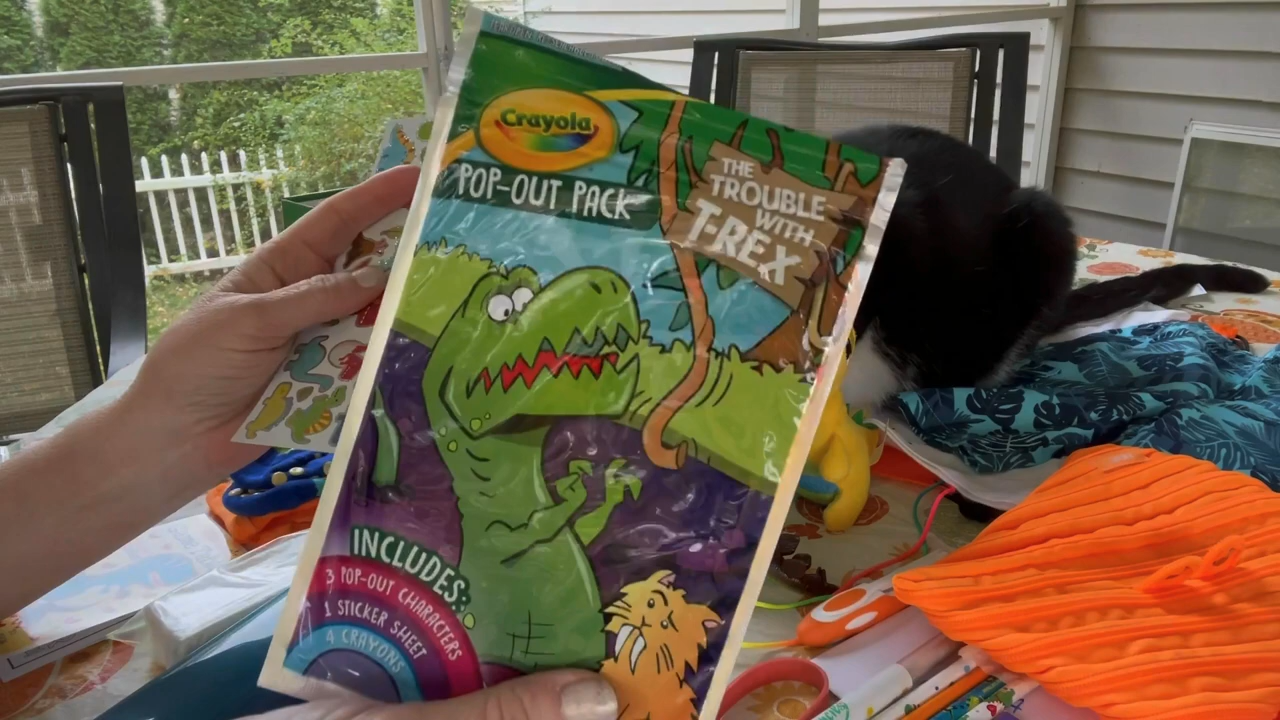 Crayola
POP-OUT PACK
THE
TROUBLE
WITH
T-REX
INCLUDES:
3 POP-OUT CHARACTERS
1 STICKER SHEET
4 CRAYONS